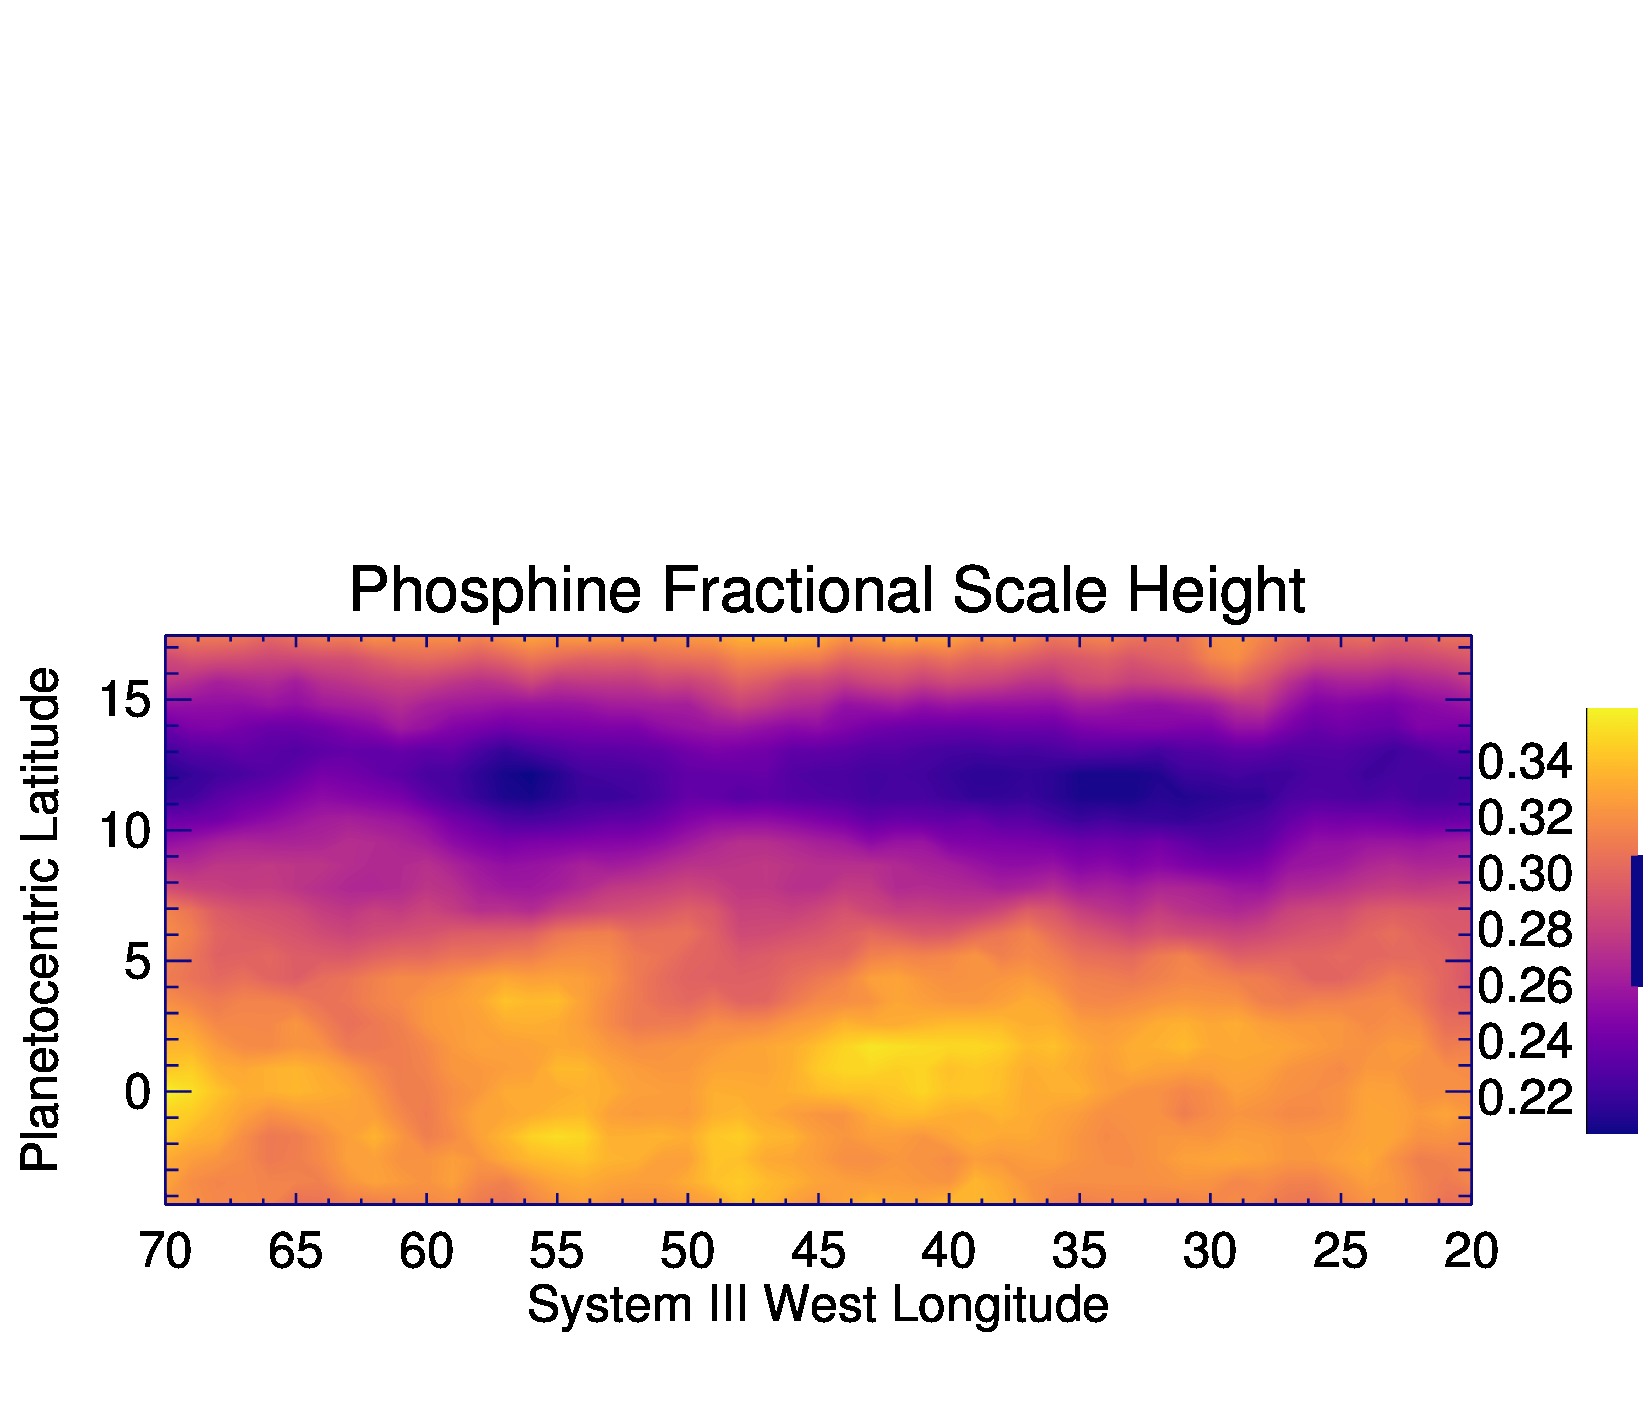 Phosphine Fractional Scale Height
Planetocentric Latitude
15
10
5
0
70 65 60 55 50 45 40 35 30 25 20
System III West Longitude
0.34
0.32
0.30
0.28
0.26
0.24
0.22